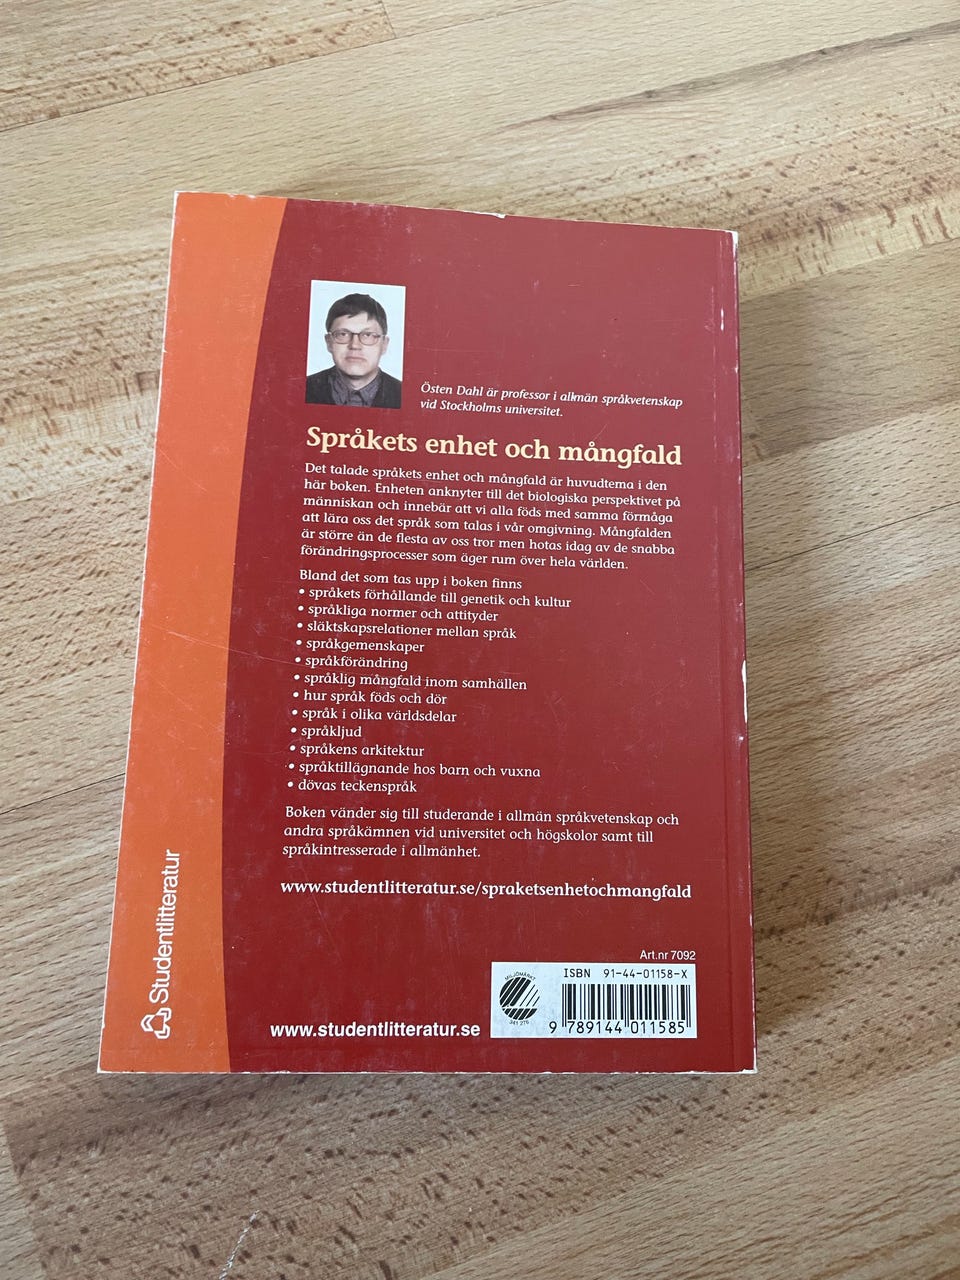 Östen Dahl är professor i allmän språkvetenskap
vid Stockholms universitet.
Språkets enhet och mångfald
Det talade språkets enhet och mångfald är huvudtema i den
här boken. Enheten anknyter till det biologiska perspektivet på
människan och innebär att vi alla föds med samma förmåga
att lära oss det språk som talas i vår omgivning. Mångfalden
är större än de flesta av oss tror men hotas idag av de snabba
förändringsprocesser som äger rum över hela världen.
Bland det som tas upp i boken finns
• språkets förhållande till genetik och kultur
• språkliga normer och attityder
• släktskapsrelationer mellan språk
• språkgemenskaper
• språkförändring
• språklig mångfald inom samhällen
• hur språk föds och dör
• språk i olika världsdelar
• språkljud
• språkens arkitektur
• språktillägnande hos barn och vuxna
• dövas teckenspråk
Boken vänder sig till studerande i allmän språkvetenskap och
andra språkämnen vid universitet och högskolor samt till
språkintresserade i allmänhet.
www.studentlitteratur.se/spraketsenhetochmangfald
Studentlitteratur
www.studentlitteratur.se
Art.nr 7092
ISBN 91-44-01158-X
MILJÖMÄRKT
341 276
9 789144 011585